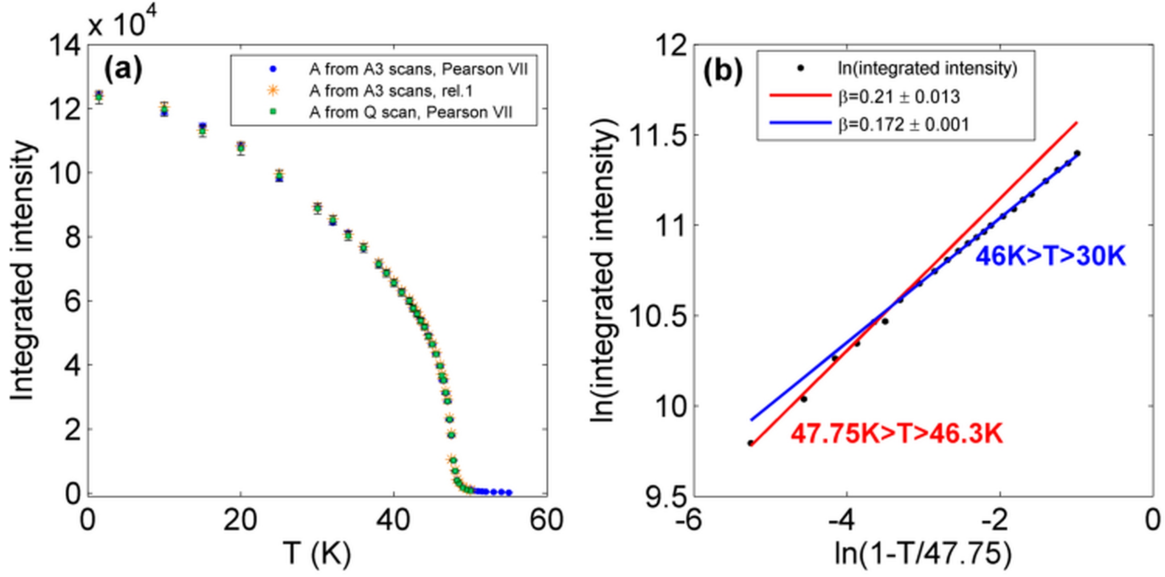 x 10⁴
(a)
A from A3 scans, Pearson VII
A from A3 scans, rel.1
A from Q scan, Pearson VII
14
12
10
8
6
4
2
0
0 20 40 60
Integrated intensity
T (K)
(b)
ln(integrated intensity)
β=0.21 ± 0.013
β=0.172 ± 0.001
46K>T>30K
47.75K>T>46.3K
12
11.5
11
10.5
10
9.5
-6 -4 -2 0
ln(integrated intensity)
ln(1-T/47.75)